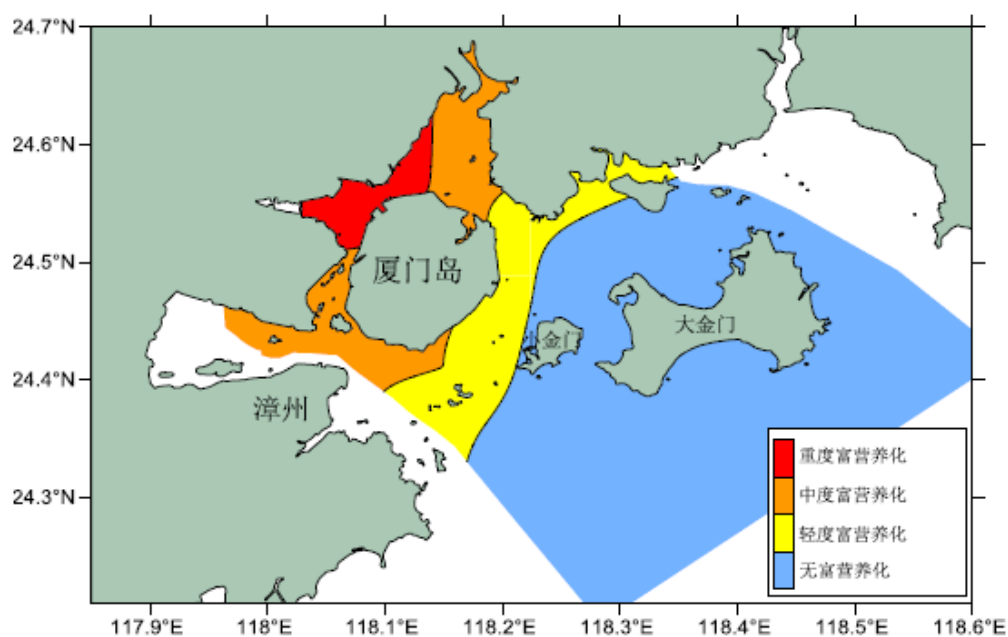 24.7°N
24.6°N
24.5°N
24.4°N
24.3°N
厦门岛
大金门
小金门
漳州
重度富营养化
中度富营养化
轻度富营养化
无富营养化
117.9°E 118°E 118.1°E 118.2°E 118.3°E 118.4°E 118.5°E 118.6°E